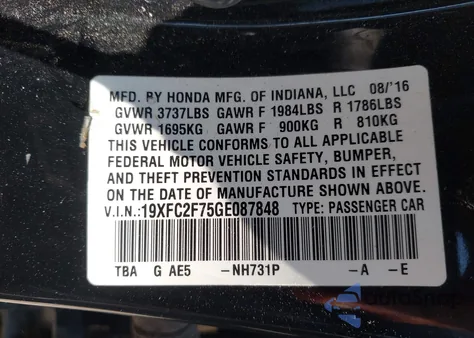 MFD. BY HONDA MFG. OF INDIANA, LLC 08/'16
GVWR 3737LBS GAWR F 1984LBS R 1786LBS
GVWR 1695KG GAWR F 900KG R 810KG
THIS VEHICLE CONFORMS TO ALL APPLICABLE
FEDERAL MOTOR VEHICLE SAFETY, BUMPER,
AND THEFT PREVENTION STANDARDS IN EFFECT
ON THE DATE OF MANUFACTURE SHOWN ABOVE.
V.I.N.: 19XFC2F75GE087848 TYPE: PASSENGER CAR
TBA G AE5 -NH731P -A -E
AutoSnap